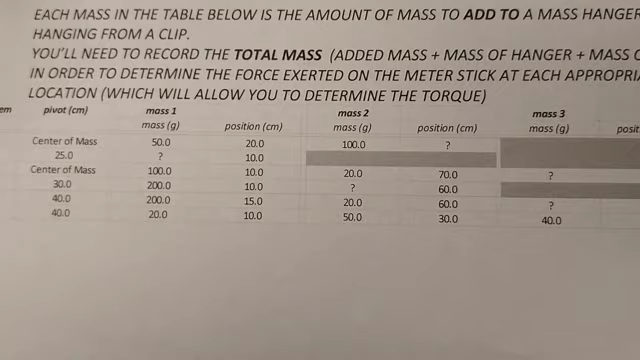 EACH MASS IN THE TABLE BELOW IS THE AMOUNT OF MASS TO ADD TO A MASS HANGER
HANGING FROM A CLIP.
YOU'LL NEED TO RECORD THE TOTAL MASS (ADDED MASS + MASS OF HANGER + MASS
IN ORDER TO DETERMINE THE FORCE EXERTED ON THE METER STICK AT EACH
LOCATION (WHICH WILL ALLOW YOU TO DETERMINE THE TORQUE)
pivot (cm) mass 1 mass 2 mass 3
mass (g) position (cm) mass (g) position (cm) mass (g)
Center of Mass 50.0 20.0 100.0 ?
25.0 ? 10.0
Center of Mass 100.0 10.0 20.0 70.0 ?
30.0 200.0 10.0 ? 60.0
40.0 200.0 15.0 20.0 60.0 ?
40.0 20.0 10.0 50.0 30.0 40.0